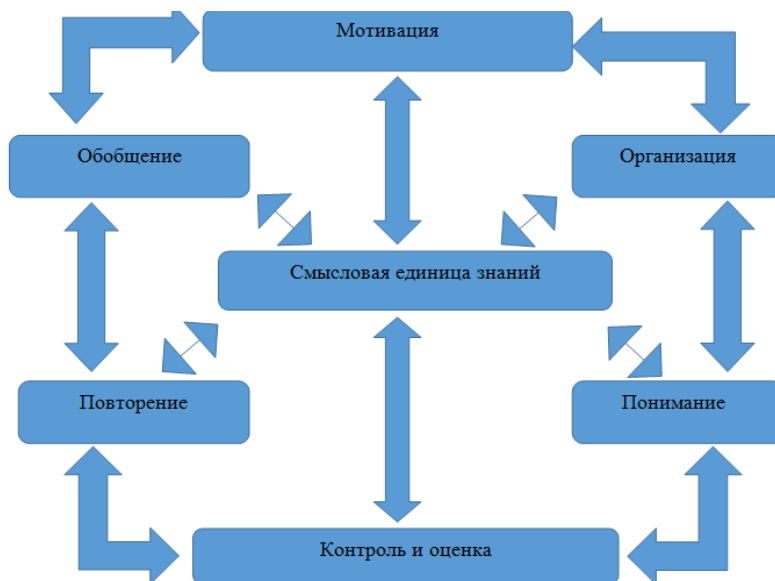 Мотивация
Обобщение
Организация
Смысловая единица знаний
Повторение
Понимание
Контроль и оценка